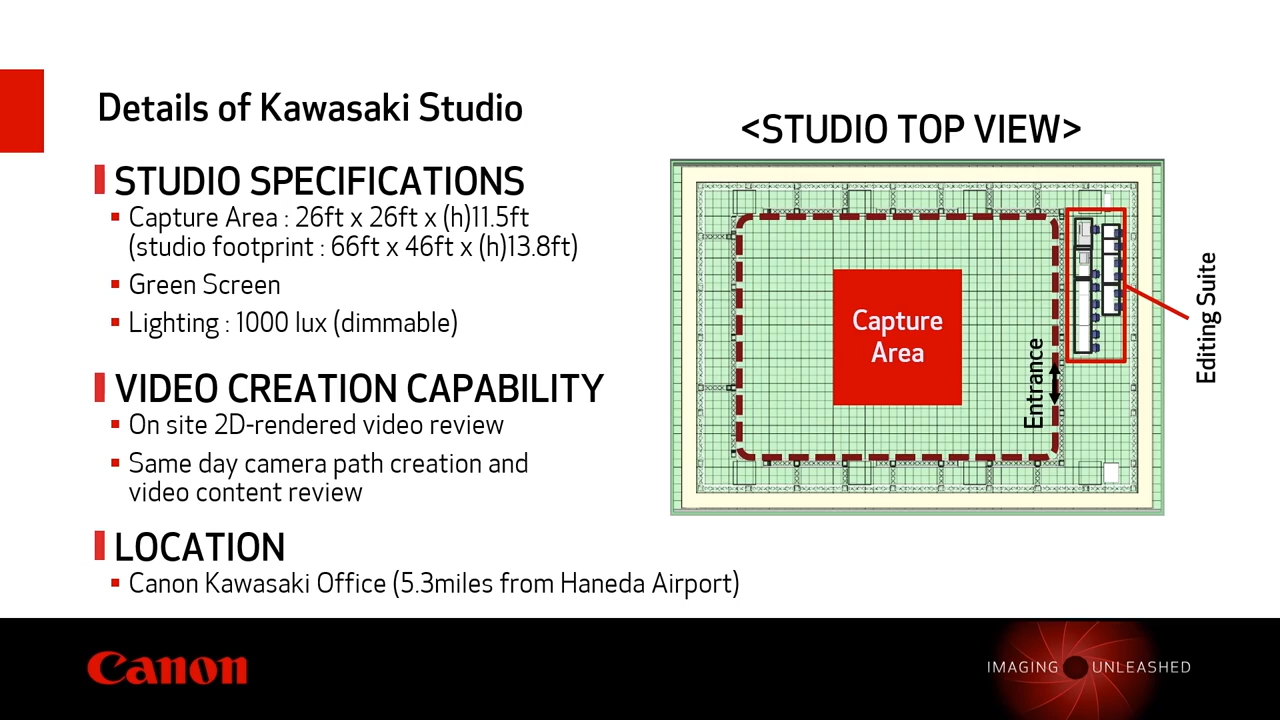 Details of Kawasaki Studio
STUDIO SPECIFICATIONS
Capture Area : 26ft x 26ft x (h)11.5ft
(studio footprint : 66ft x 46ft x (h)13.8ft)
Green Screen
Lighting : 1000 lux (dimmable)
VIDEO CREATION CAPABILITY
On site 2D-rendered video review
Same day camera path creation and
video content review
LOCATION
Canon Kawasaki Office (5.3miles from Haneda Airport)
<STUDIO TOP VIEW>
Capture
Area
Entrance
Editing Suite
Canon
IMAGING UNLEASHED